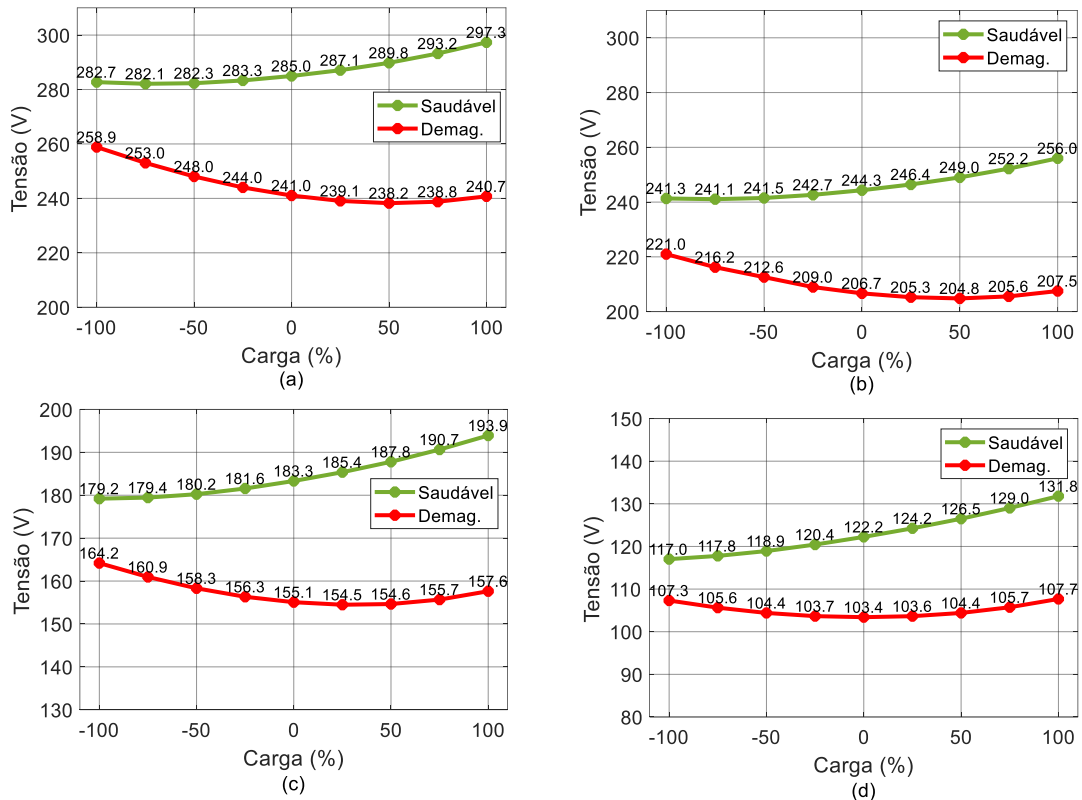 300
280
260
240
220
200
Tensão (V)
282.7 282.1 282.3 283.3 285.0 287.1 289.8 293.2 297.3
258.9 253.0 248.0 244.0 241.0 239.1 238.2 238.8 240.7
Saudável
Demag.
-100 -50 0 50 100
Carga (%)
(a)
300
280
260
240
220
200
Tensão (V)
Saudável
Demag.
241.3 241.1 241.5 242.7 244.3 246.4 249.0 252.2 256.0
221.0 216.2 212.6 209.0 206.7 205.3 204.8 205.6 207.5
-100 -50 0 50 100
Carga (%)
(b)
200
190
180
170
160
150
140
130
Tensão (V)
179.2 179.4 180.2 181.6 183.3 185.4 187.8 190.7 193.9
Saudável
Demag.
164.2 160.9 158.3 156.3 155.1 154.5 154.6 155.7 157.6
-100 -50 0 50 100
Carga (%)
(c)
150
140
130
120
110
100
90
80
Tensão (V)
Saudável
Demag.
117.0 117.8 118.9 120.4 122.2 124.2 126.5 129.0 131.8
107.3 105.6 104.4 103.7 103.4 103.6 104.4 105.7 107.7
-100 -50 0 50 100
Carga (%)
(d)